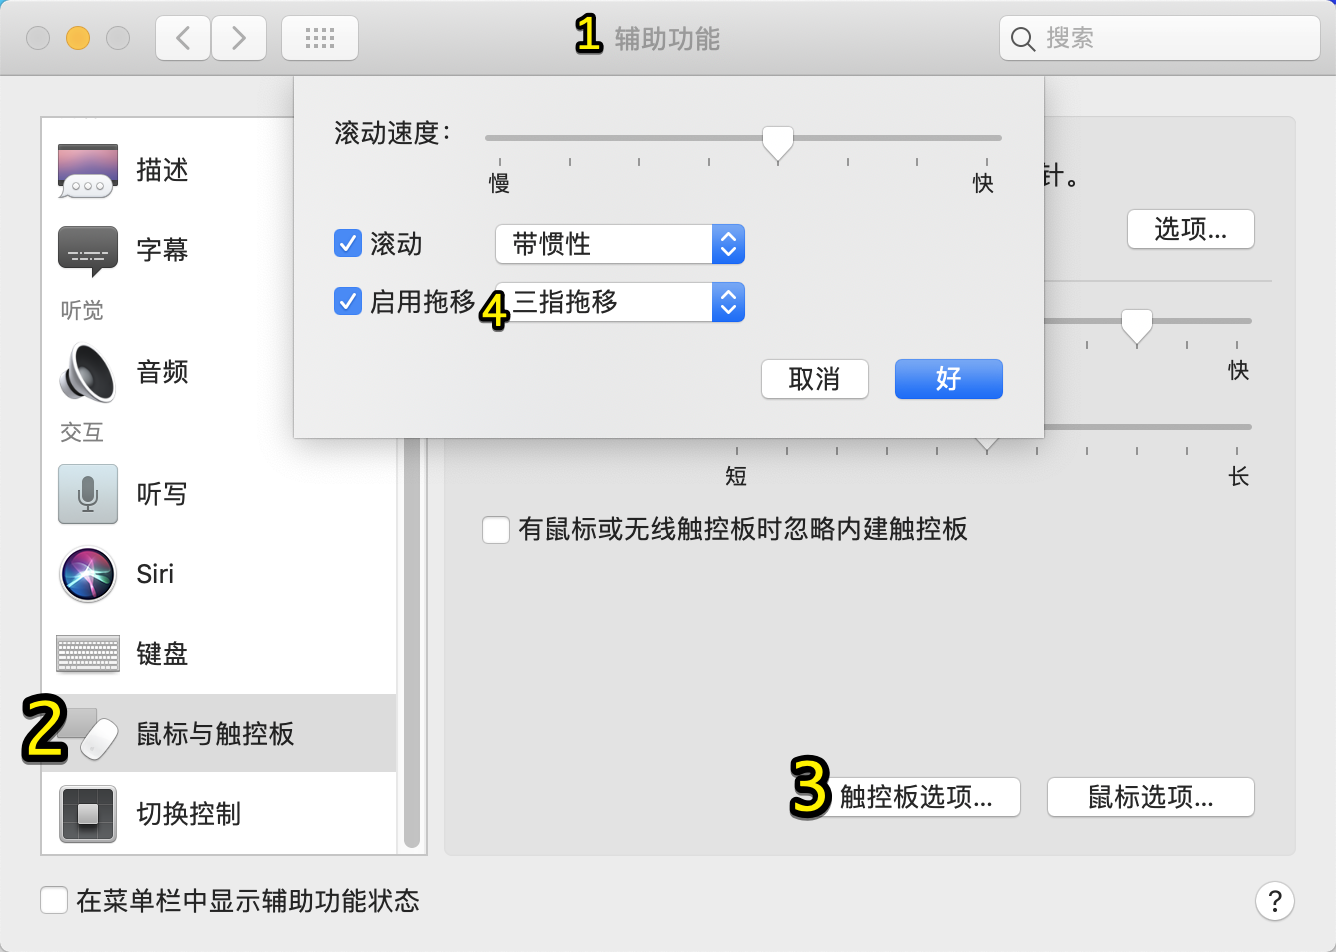 1 辅助功能
搜索
描述
字幕
听觉
音频
交互
听写
Siri
键盘
2 鼠标与触控板
切换控制
滚动速度：
慢
快
滚动
带惯性
启用拖移
4 三指拖移
取消
好
针。
选项...
快
短
长
有鼠标或无线触控板时忽略内建触控板
3 触控板选项...
鼠标选项...
在菜单栏中显示辅助功能状态
?